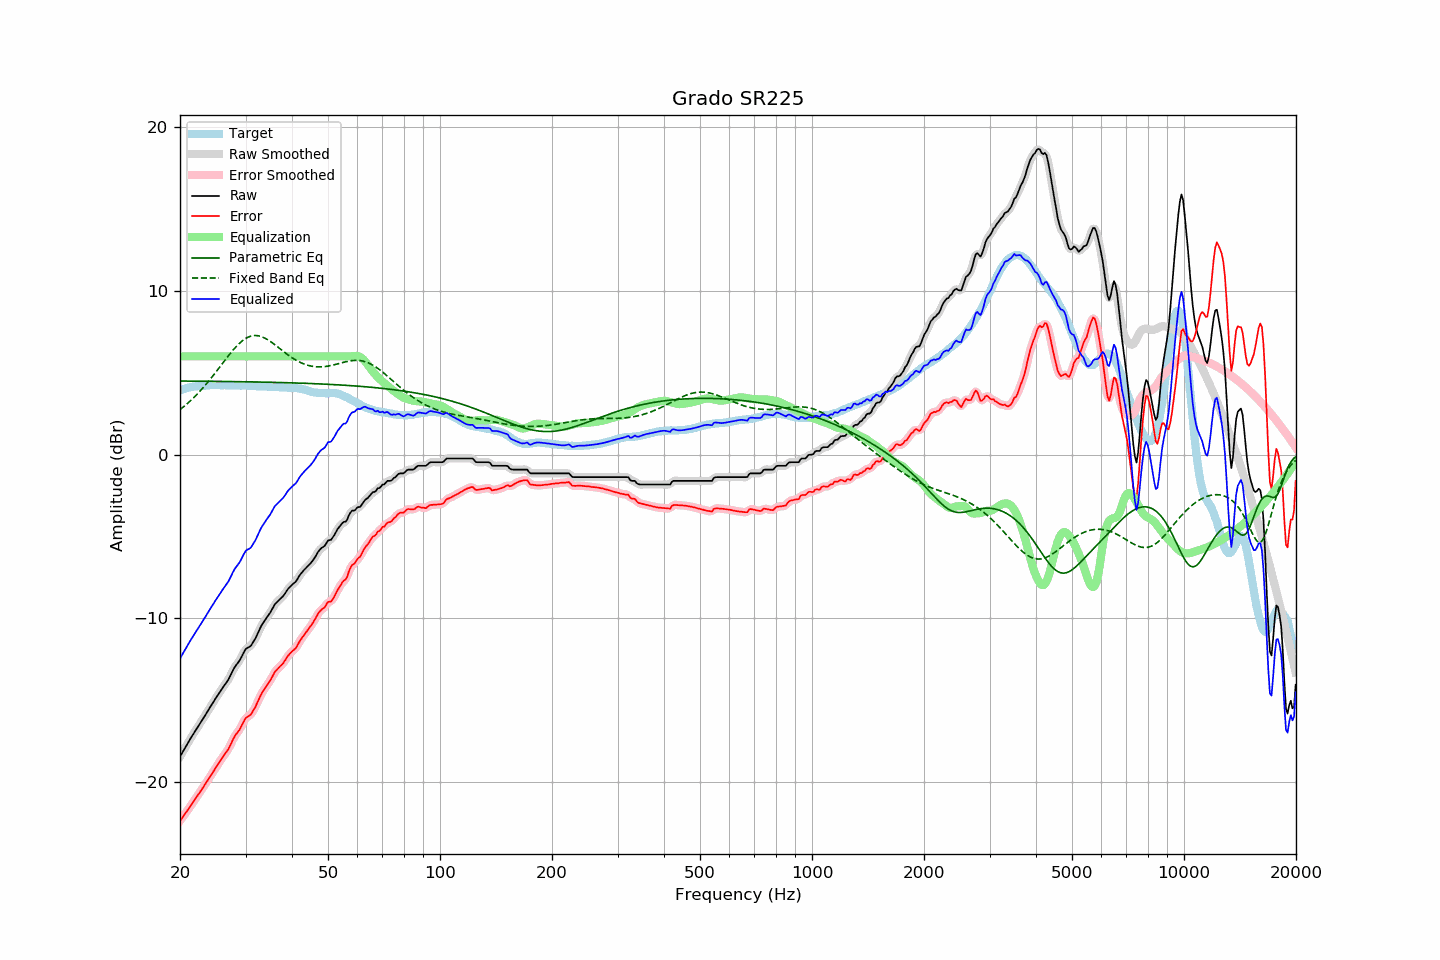 Grado SR225
Target
Raw Smoothed
Error Smoothed
Raw
Error
Equalization
Parametric Eq
Fixed Band Eq
Equalized
20
10
0
−10
−20
Amplitude (dBr)
20 50 100 200 500 1000 2000 5000 10000 20000
Frequency (Hz)